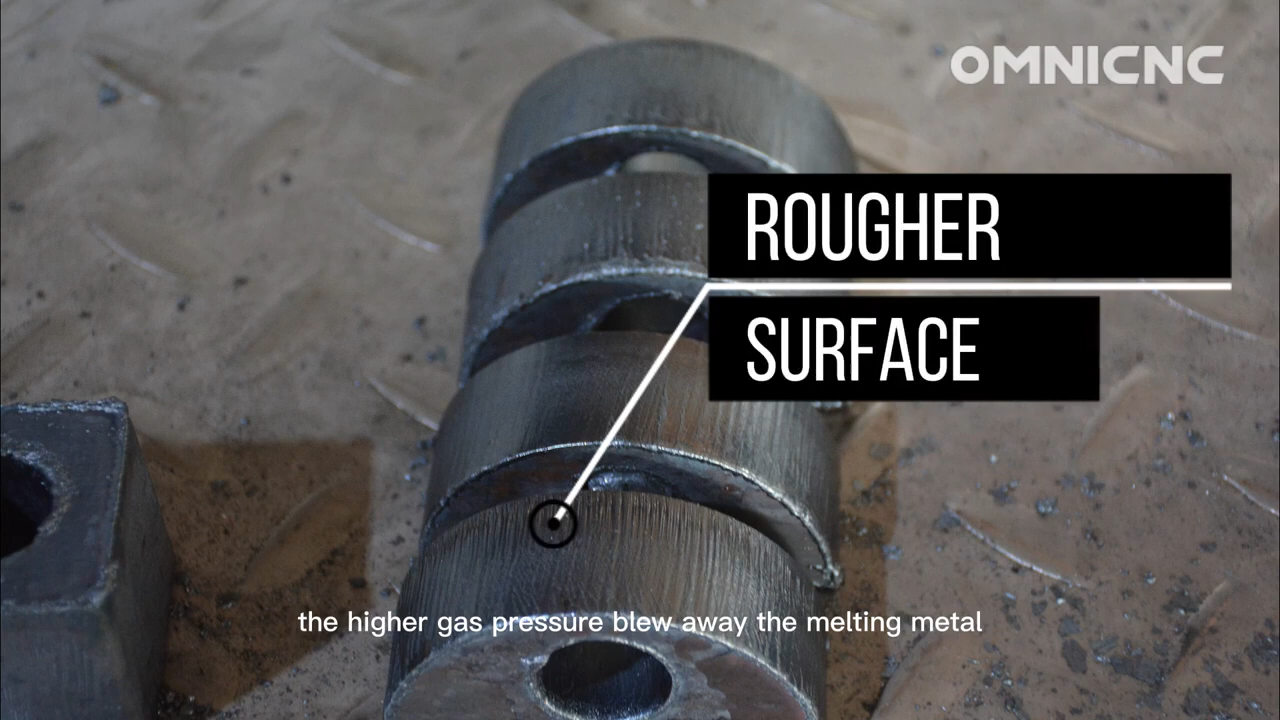 OMNICNC
ROUGHER
SURFACE
the higher gas pressure blew away the melting metal